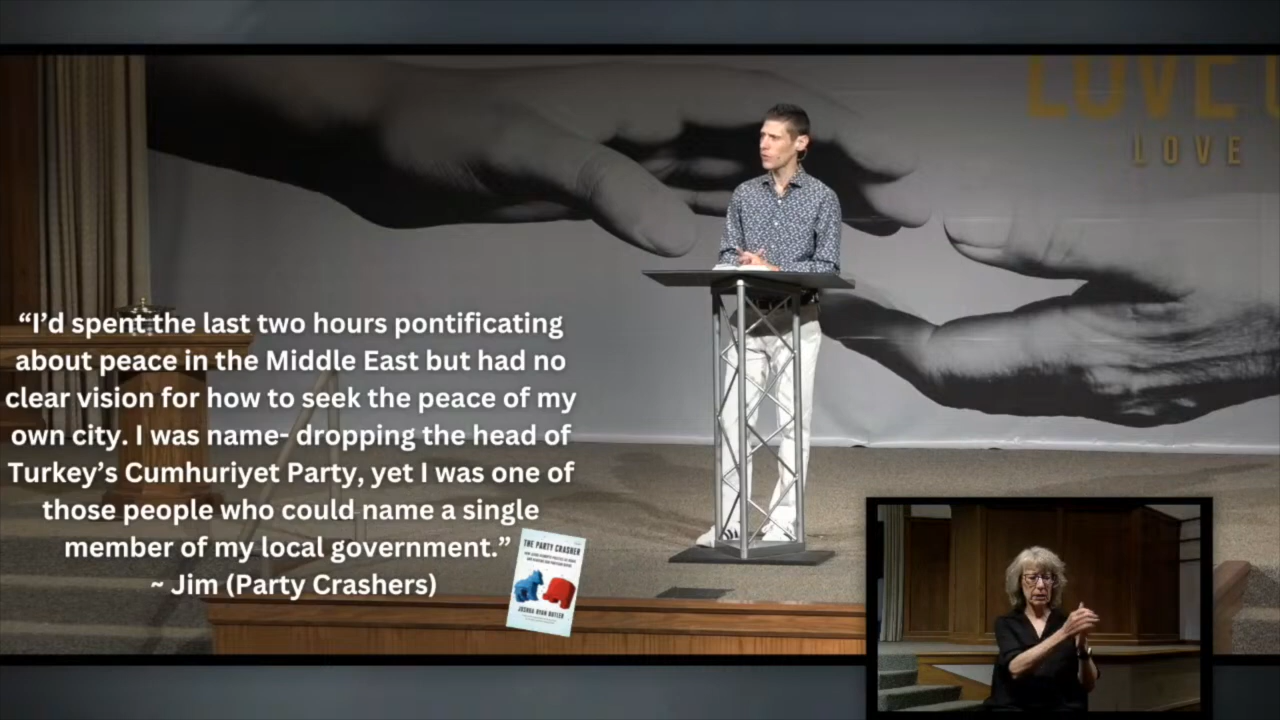 LOVE
LOVE
“I’d spent the last two hours pontificating
about peace in the Middle East but had no
clear vision for how to seek the peace of my
own city. I was name- dropping the head of
Turkey’s Cumhuriyet Party, yet I was one of
those people who could name a single
member of my local government.”
~ Jim (Party Crashers)
THE PARTY CRASHER
JOSHUA RYAN BUTLER